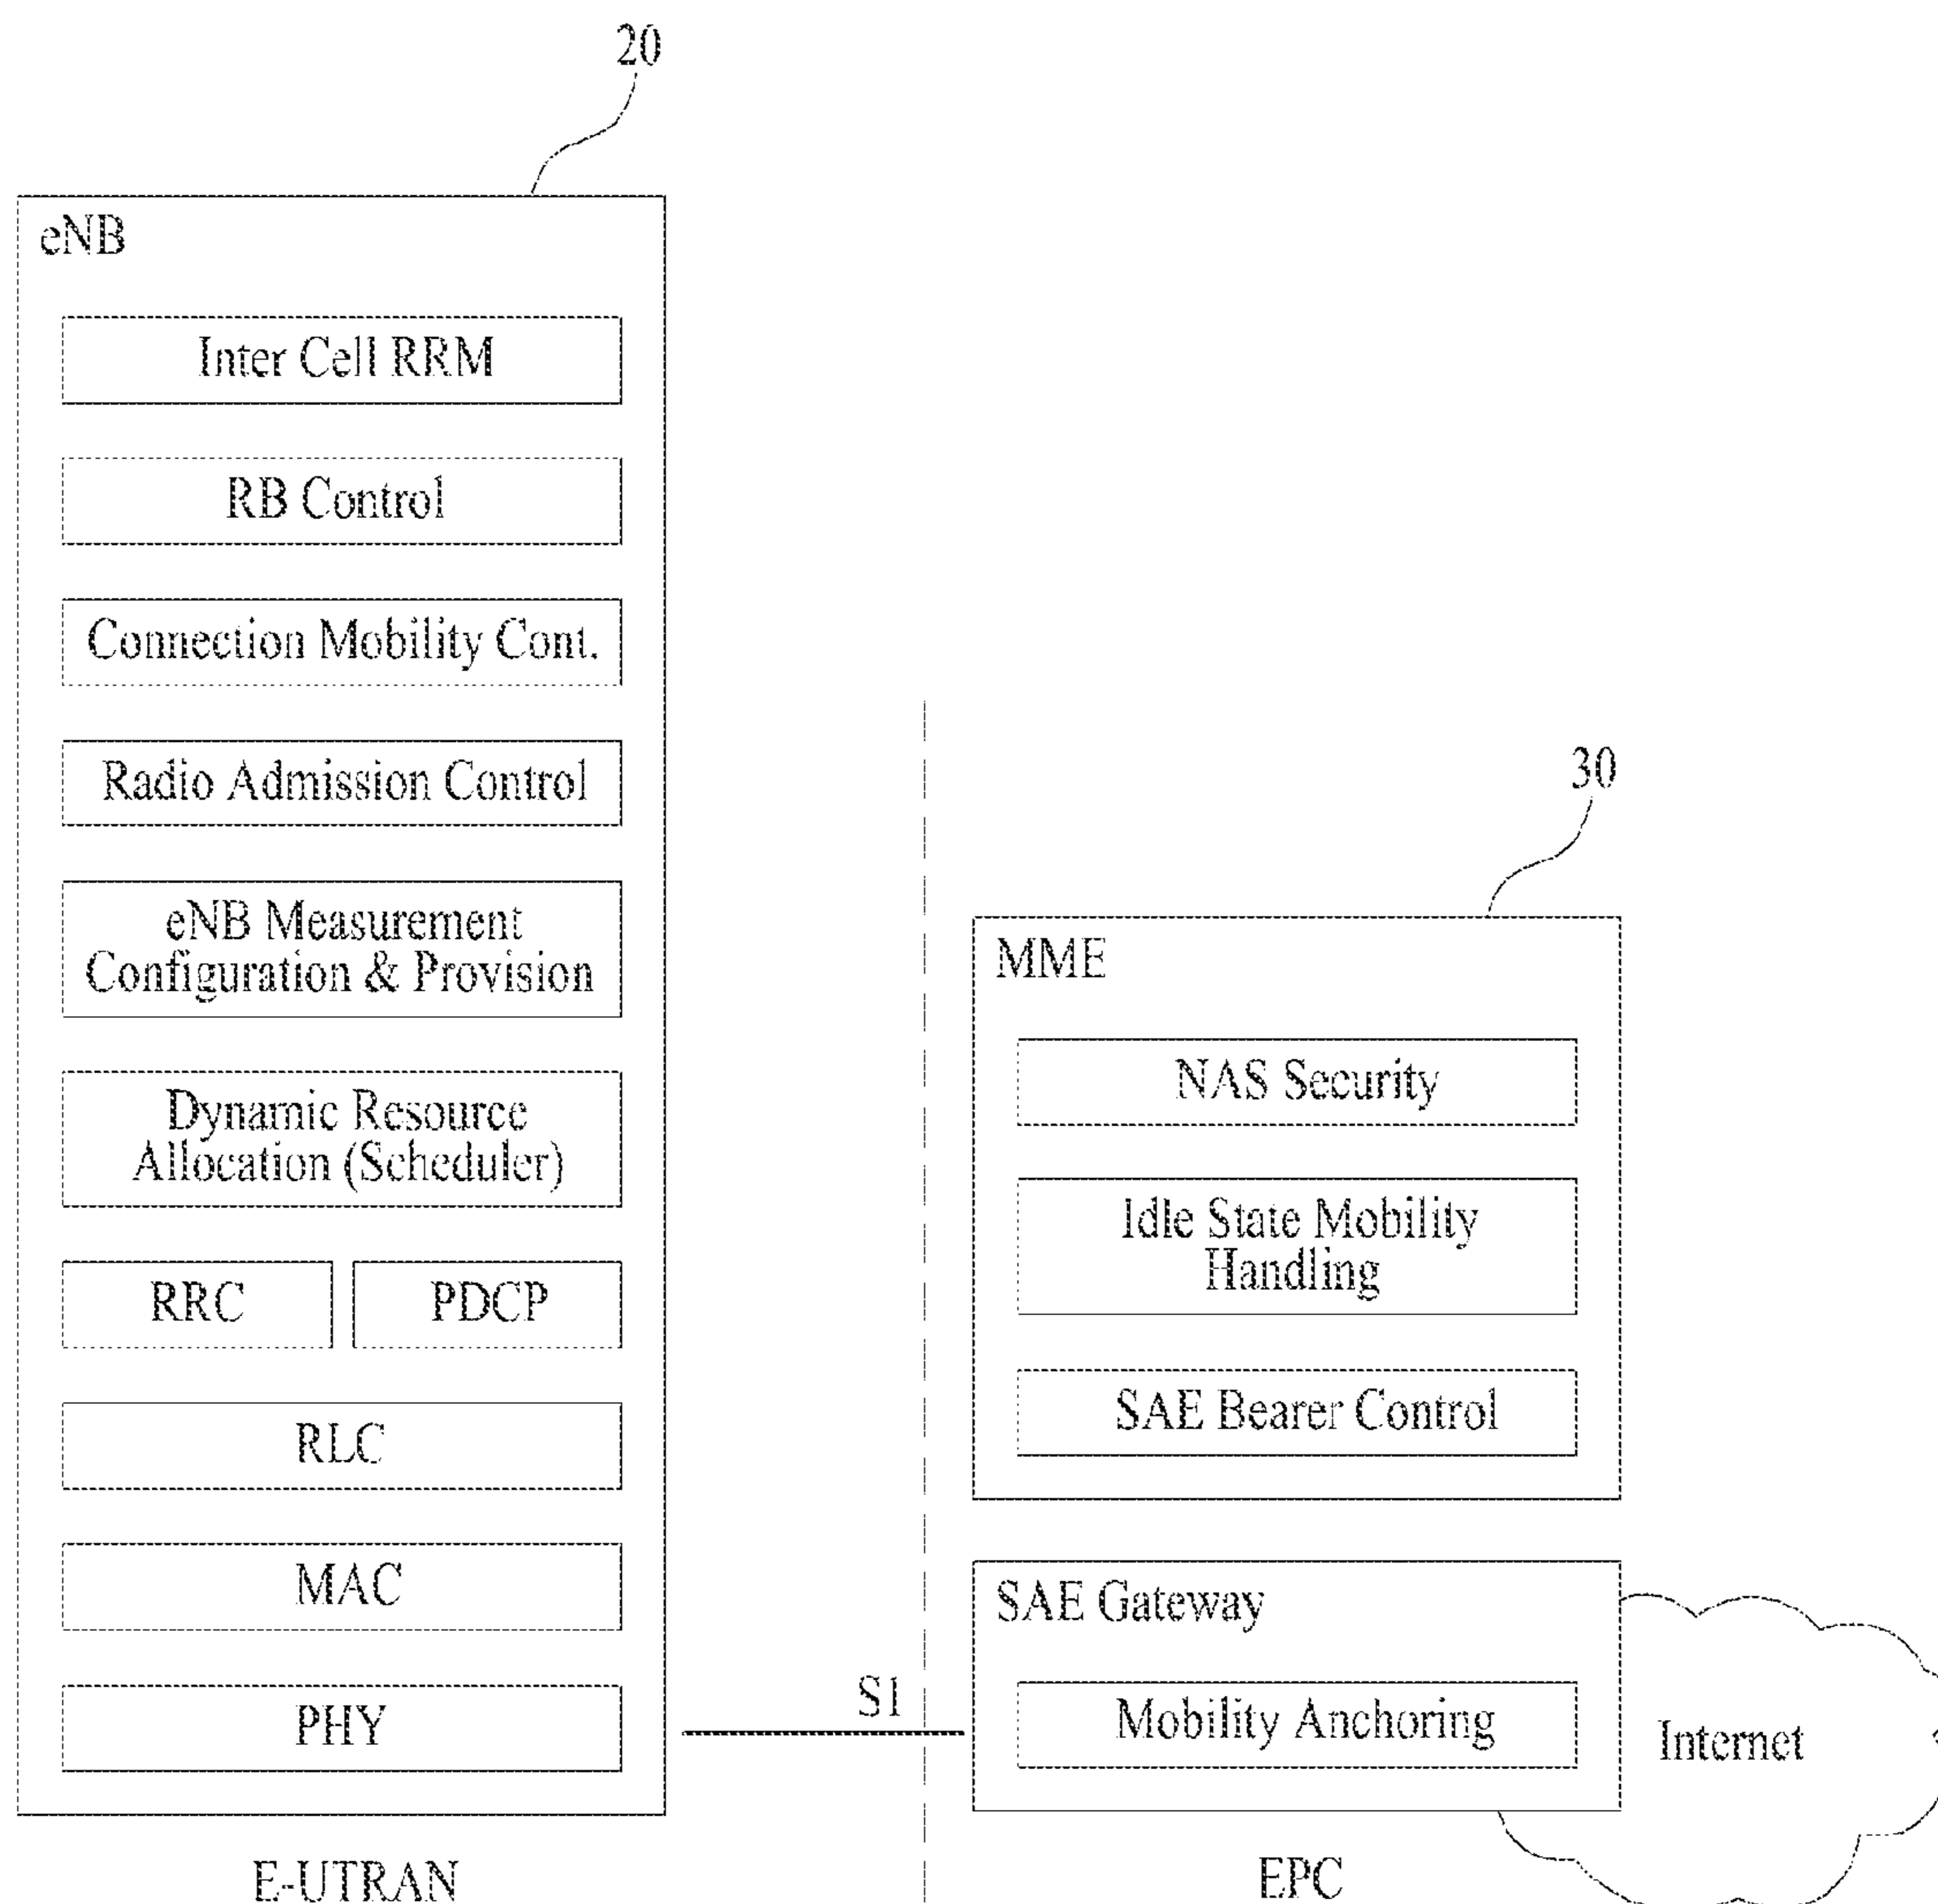 20
eNB
Inter Cell RRM
RB Control
Connection Mobility Cont.
Radio Admission Control
eNB Measurement
Configuration & Provision
Dynamic Resource
Allocation (Scheduler)
RRC
PDCP
RLC
MAC
PHY
E-UTRAN
S1
30
MME
NAS Security
Idle State Mobility
Handling
SAE Bearer Control
SAE Gateway
Mobility Anchoring
Internet
EPC